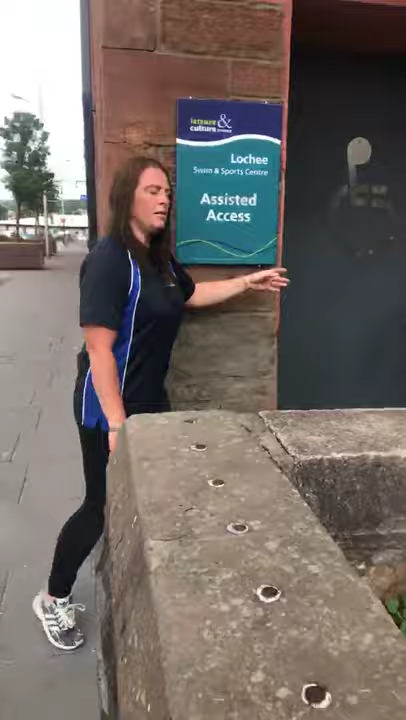 leisure &
culture
Lochee
Swim & Sports Centre
Assisted
Access